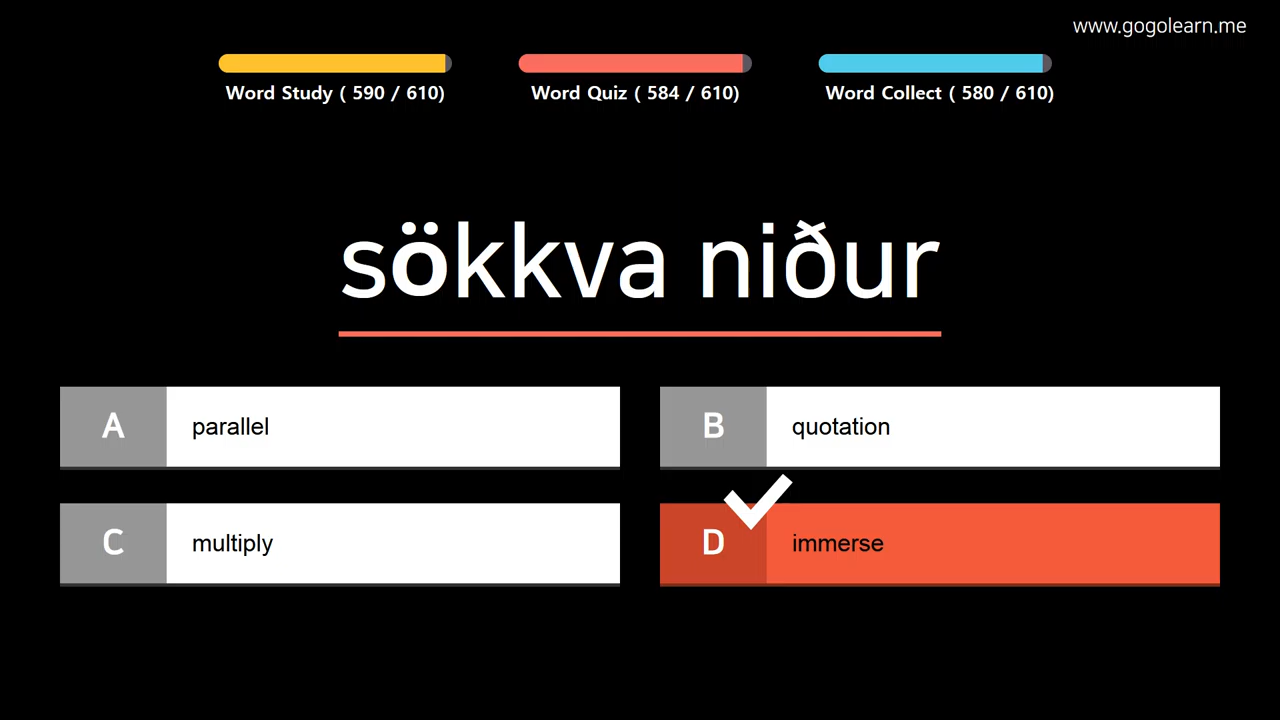 www.gogolearn.me
Word Study ( 590 / 610)
Word Quiz ( 584 / 610)
Word Collect ( 580 / 610)
sökkva niður
A parallel
B quotation
C multiply
D immerse